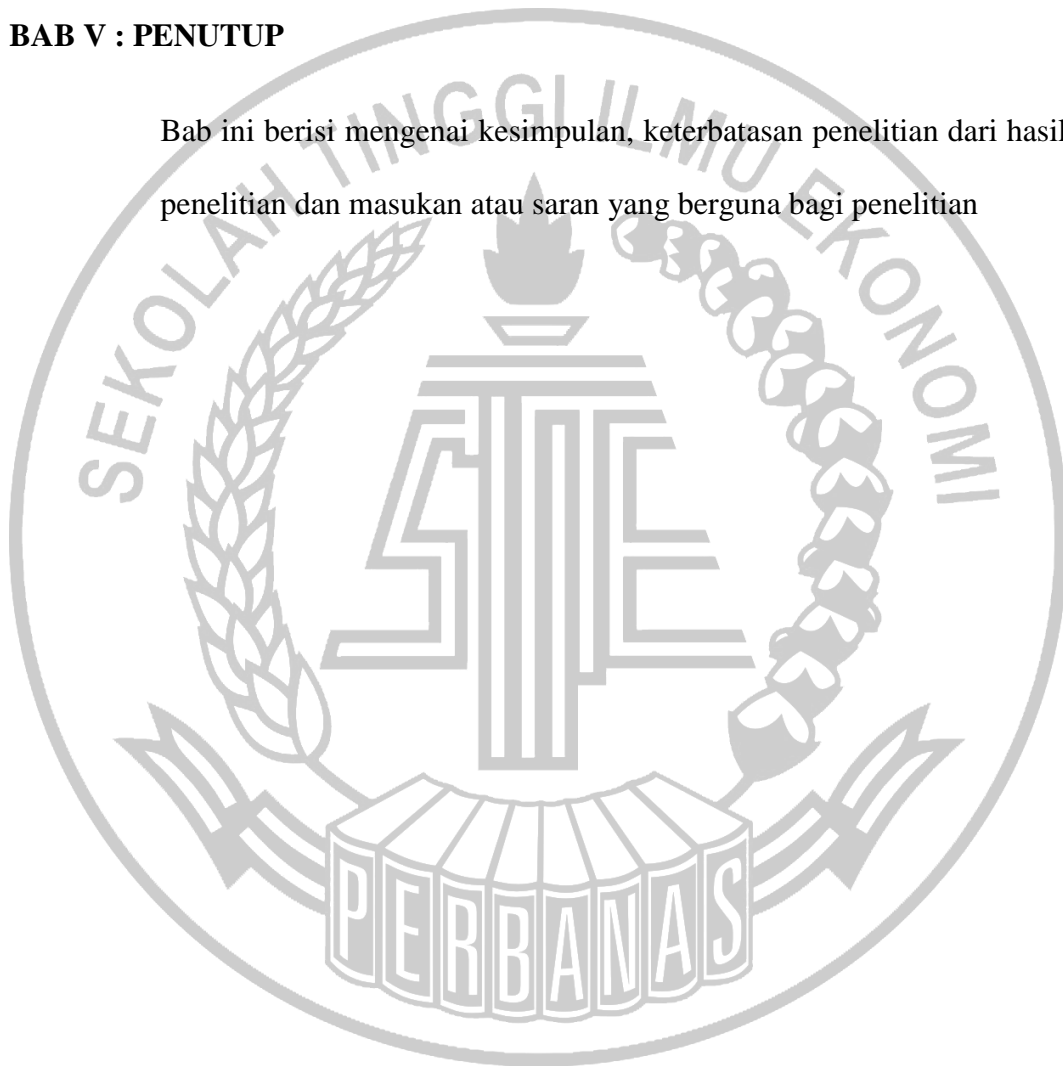 BAB V : PENUTUP
Bab ini berisi mengenai kesimpulan, keterbatasan penelitian dari hasil
penelitian dan masukan atau saran yang berguna bagi penelitian
SEKOLAH TINGGI ILMU EKONOMI
STIE
PERBANAS